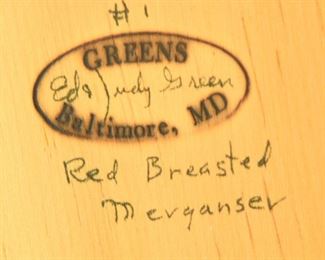 #1
GREENS
Ed & Judy Green
Baltimore, MD
Red Breasted
Merganser